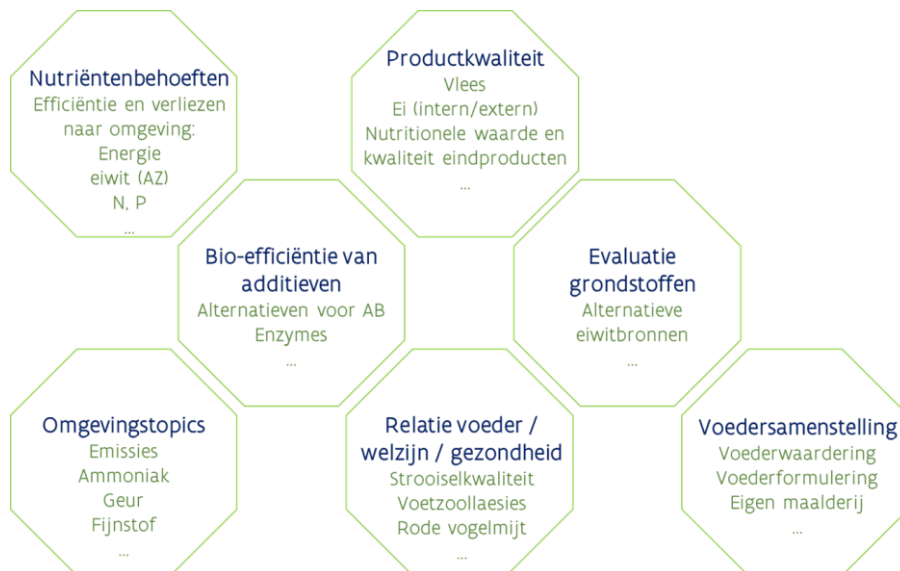 Nutriëntenbehoeften
Efficiëntie en verliezen
naar omgeving:
Energie
eiwit (AZ)
N, P
...
Productkwaliteit
Vlees
Ei (intern/extern)
Nutritionele waarde en
kwaliteit eindproducten
...
Bio-efficiëntie van
additieven
Alternatieven voor AB
Enzymes
...
Evaluatie
grondstoffen
Alternatieve
eiwitbronnen
...
Omgevingstopics
Emissies
Ammoniak
Geur
Fijnstof
...
Relatie voeder /
welzijn / gezondheid
Strooiselkwaliteit
Voetzoollaesies
Rode vogelmijt
...
Voedersamenstelling
Voederwaardering
Voederformulering
Eigen maalderij
...